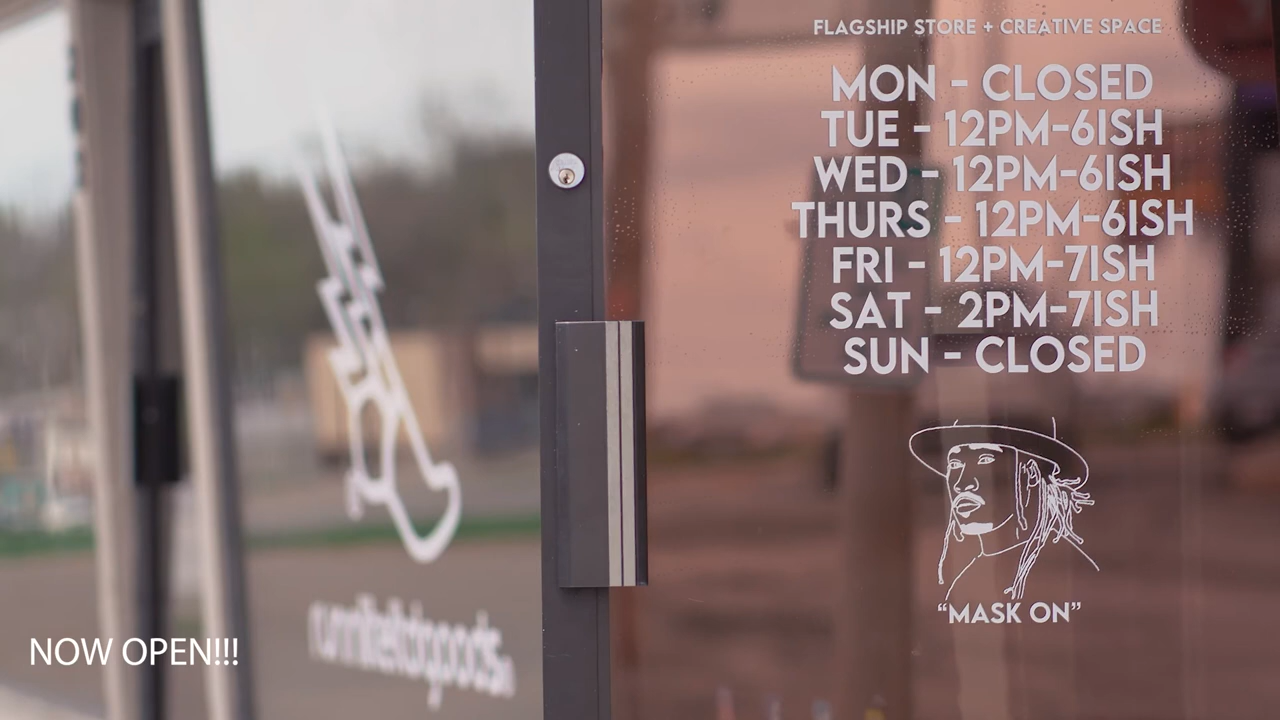 FLAGSHIP STORE + CREATIVE SPACE
MON - CLOSED
TUE - 12PM-6ISH
WED - 12PM-6ISH
THURS - 12PM-6ISH
FRI - 12PM-7ISH
SAT - 2PM-7ISH
SUN - CLOSED
“MASK ON”
NOW OPEN!!!